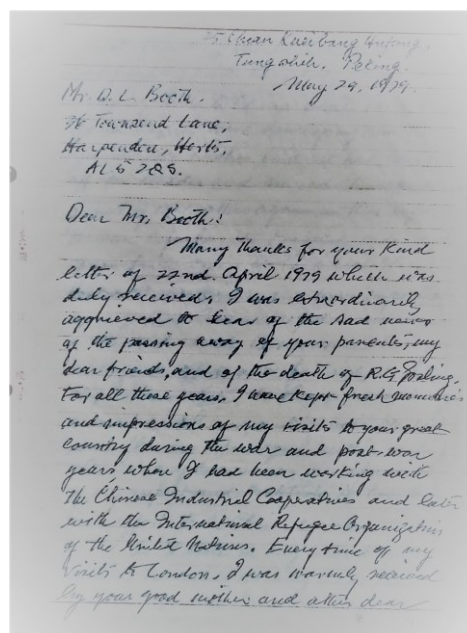 Chuan Kuei bang Hutung.
Tungwhich. Peking.
May 29, 1979.
Mr. D. L. Booth.
Townsend Lane,
Harpenden, Herts.
AL5 2QS.
Dear Mr. Booth:
Many thanks for your kind
letter of 22nd. April 1979 which was
duly received. I was extraordinarily
aggrieved to hear of the sad news
of the passing away of your parents, my
dear friends, and of the death of R.G.
For all these years, I have kept fresh memories
and impressions of my visits to your great
country during the war and post-war
years when I had been working with
the Chinese Industrial Cooperatives and later
with the International Refugee Organization
of the United Nations. Every time of my
visits to London, I was warmly received
by your good mother and other dear